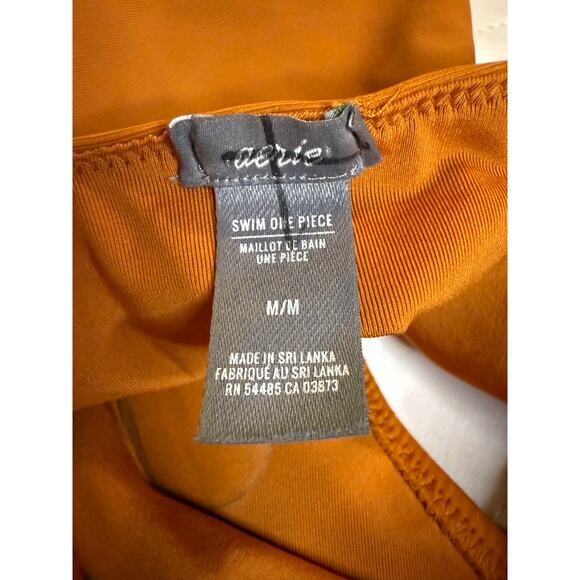 aerie
SWIM ONE PIECE
MAILLOT DE BAIN
UNE PIÈCE
M/M
MADE IN SRI LANKA
FABRIQUÉ AU SRI LANKA
RN 54485 CA 03873